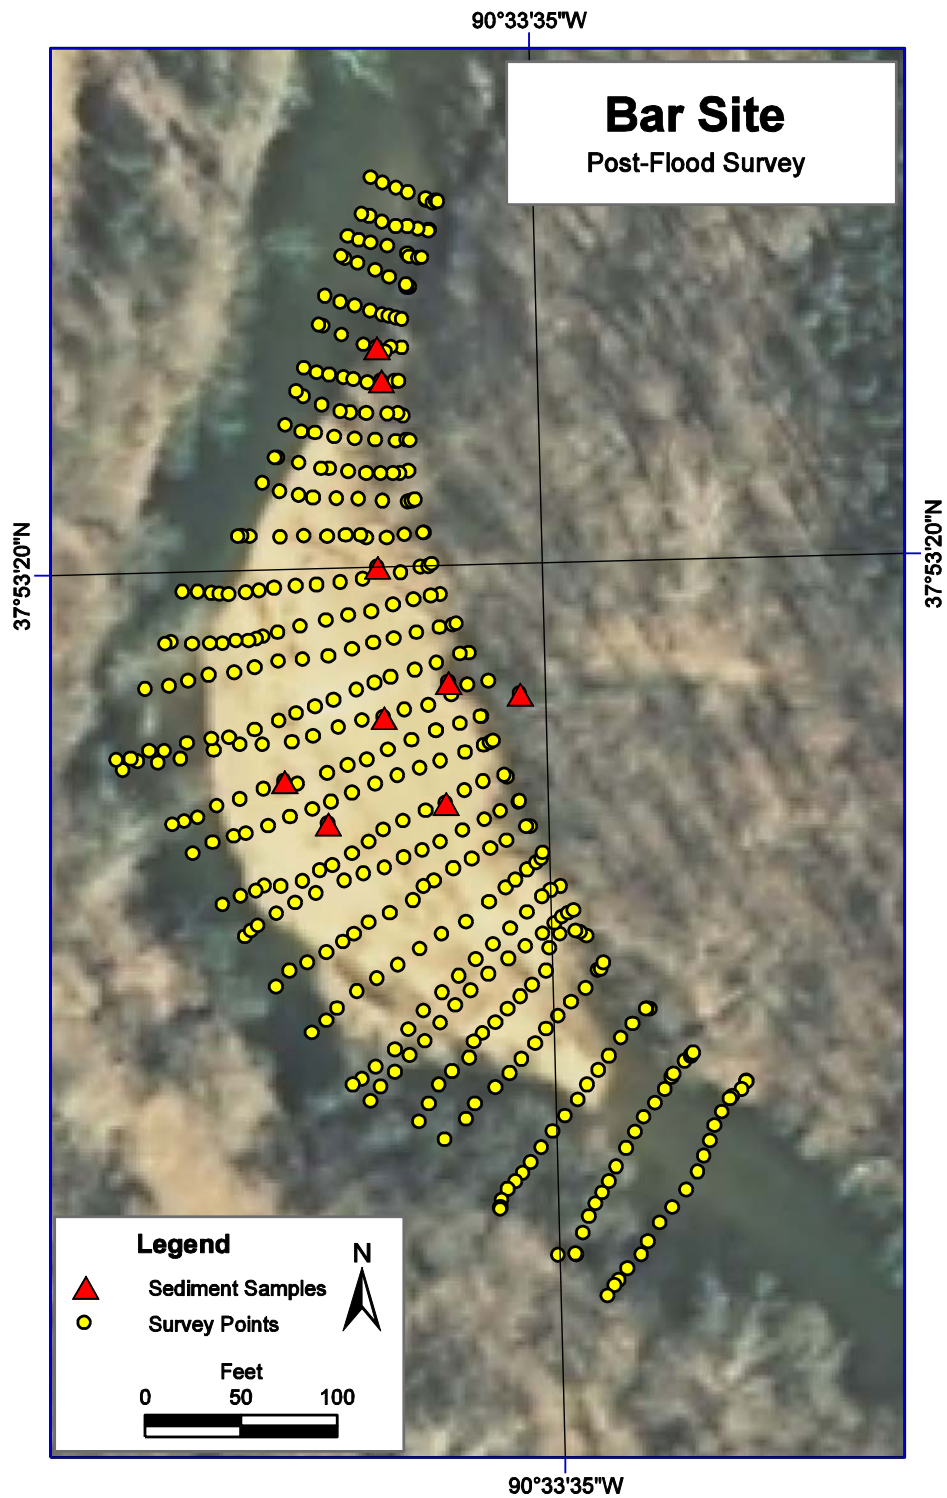 90°33'35"W
Bar Site
Post-Flood Survey
37°53'20"N
37°53'20"N
Legend
N
Sediment Samples
Survey Points
Feet
0 50 100
90°33'35"W